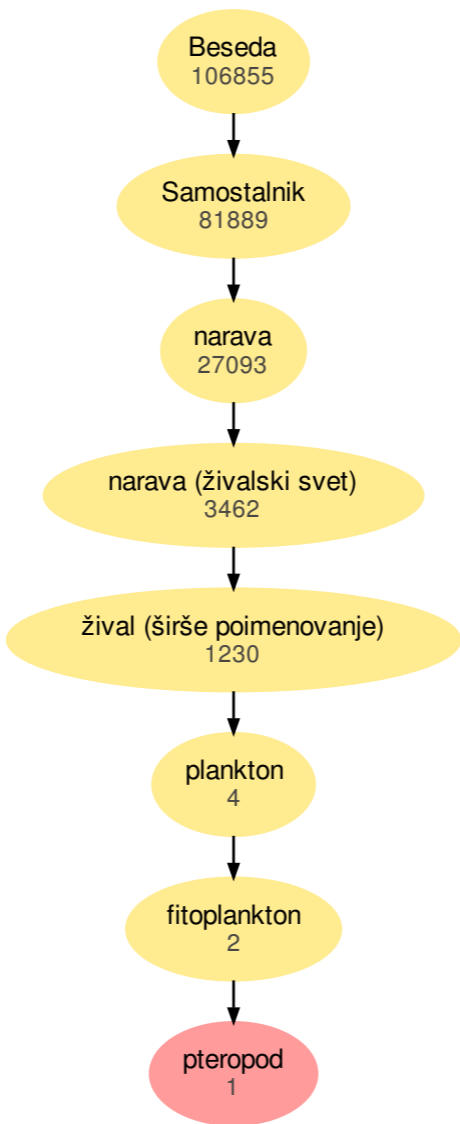 Beseda
106855
Samostalnik
81889
narava
27093
narava (živalski svet)
3462
žival (širše poimenovanje)
1230
plankton
4
fitoplankton
2
pteropod
1